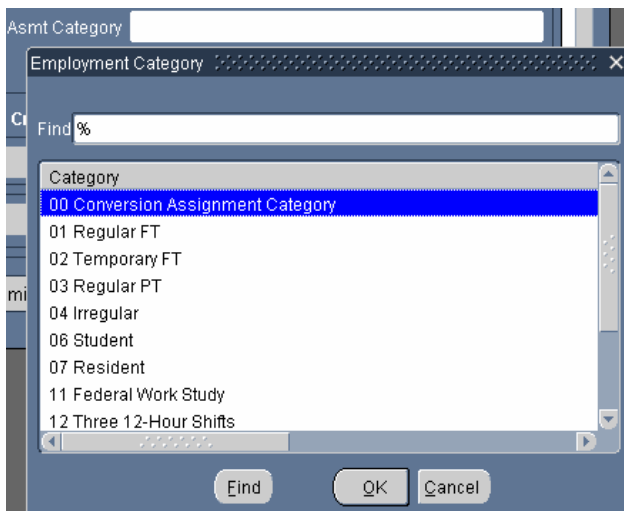 Asmt Category
Employment Category
Find %
Category
00 Conversion Assignment Category
01 Regular FT
02 Temporary FT
03 Regular PT
04 Irregular
06 Student
07 Resident
11 Federal Work Study
12 Three 12-Hour Shifts
Find OK Cancel